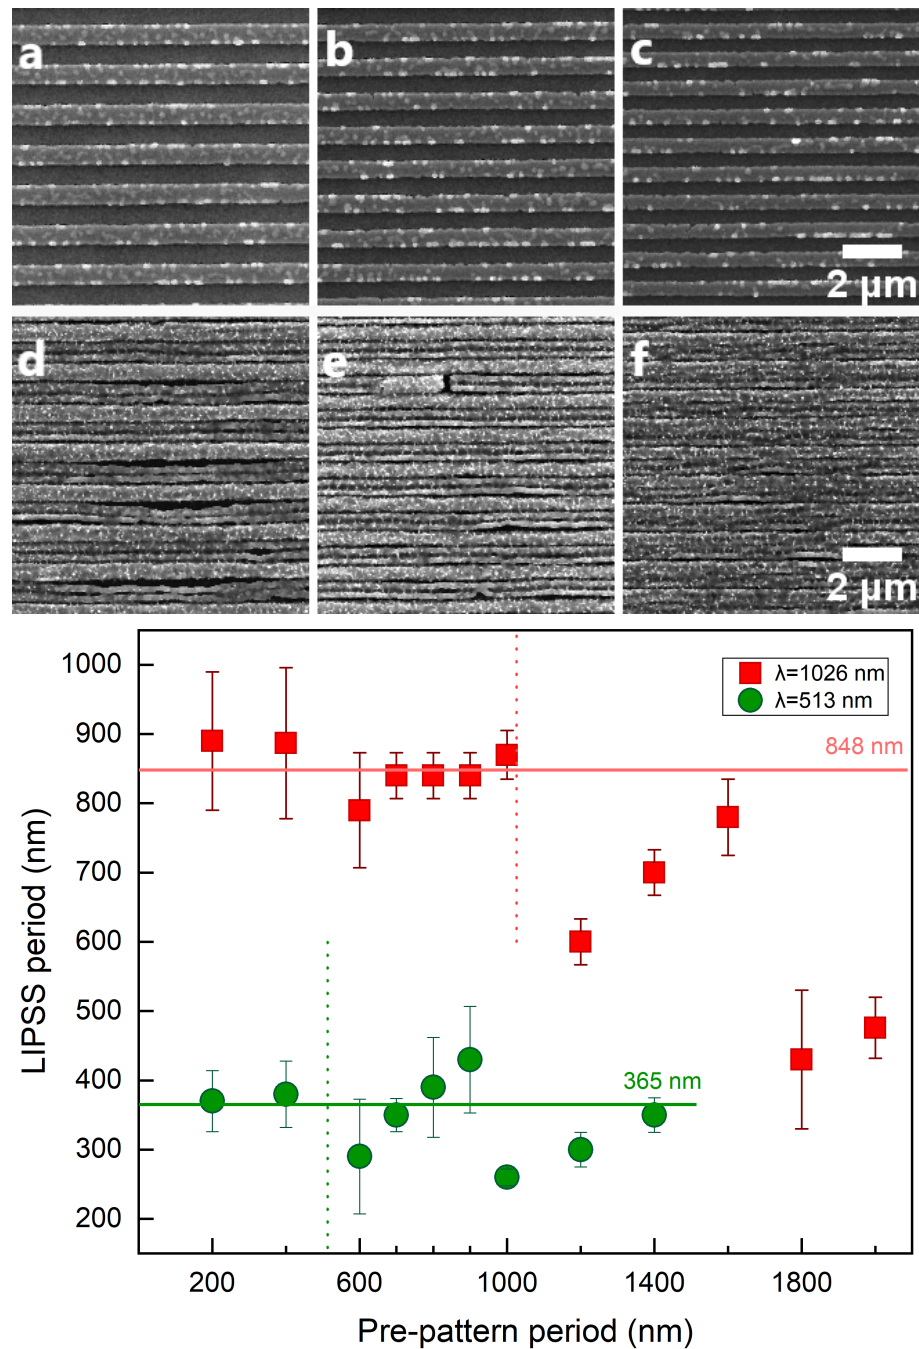 a
b
c
2 μm
d
e
f
2 μm
1000
900
800
700
600
500
400
300
200
LIPSS period (nm)
λ=1026 nm
λ=513 nm
848 nm
365 nm
200
600
1000
1400
1800
Pre-pattern period (nm)